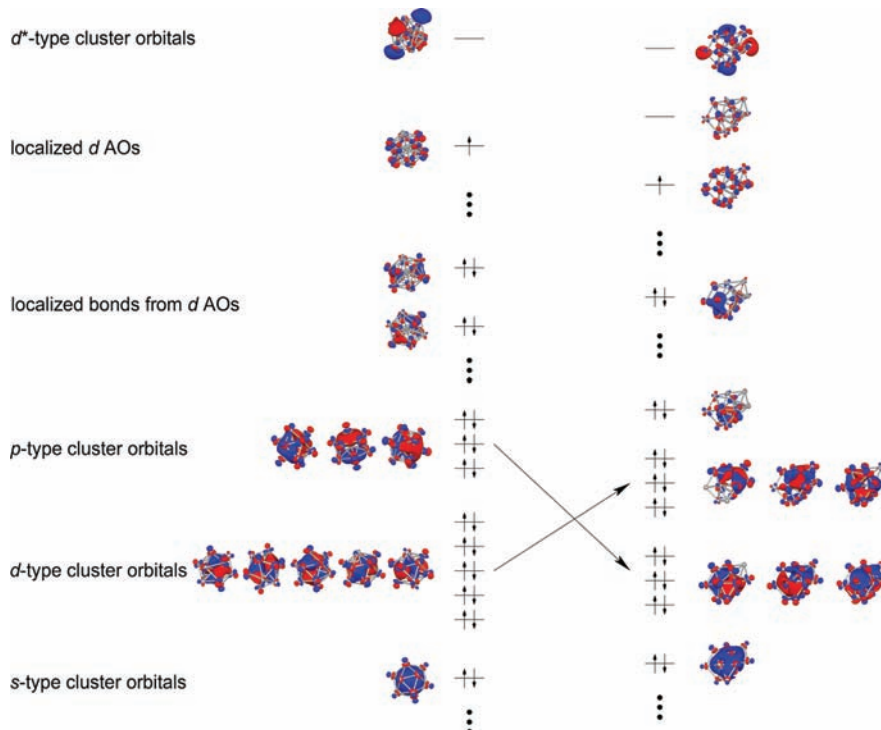 d*-type cluster orbitals
localized d AOs
localized bonds from d AOs
p-type cluster orbitals
d-type cluster orbitals
s-type cluster orbitals